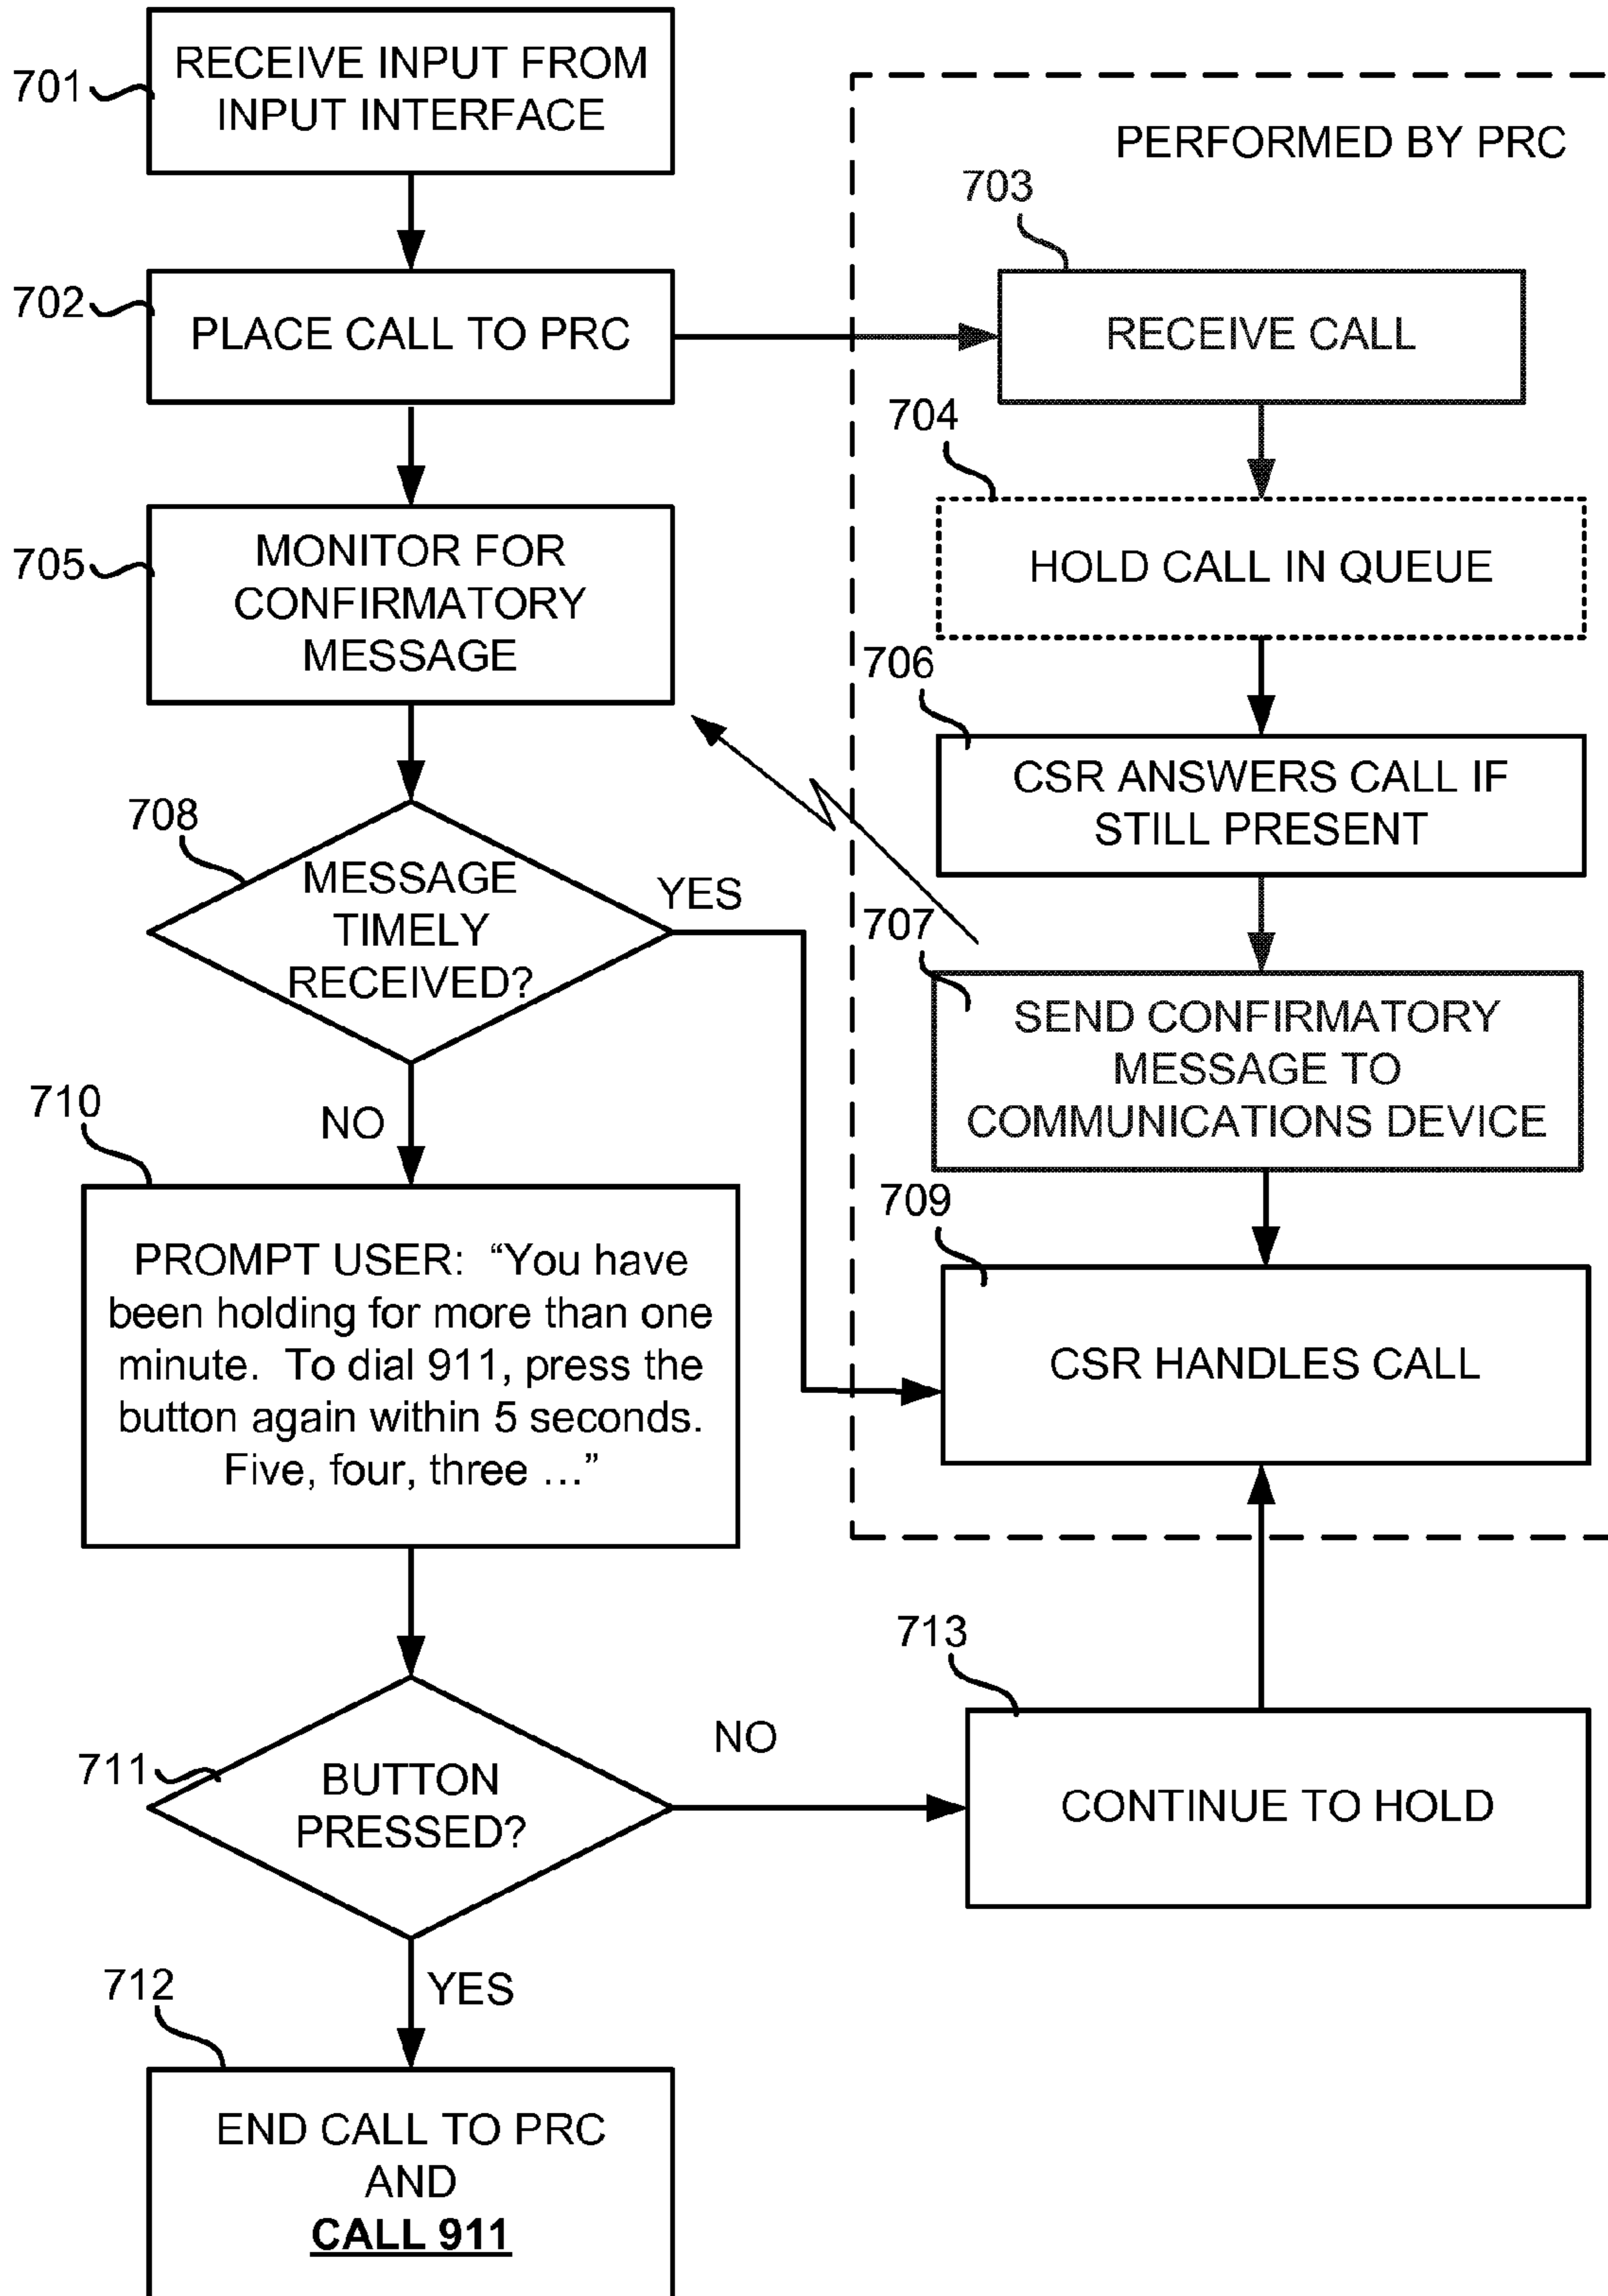 701
RECEIVE INPUT FROM
INPUT INTERFACE
PERFORMED BY PRC
702
PLACE CALL TO PRC
703
RECEIVE CALL
704
HOLD CALL IN QUEUE
705
MONITOR FOR
CONFIRMATORY
MESSAGE
706
CSR ANSWERS CALL IF
STILL PRESENT
707
SEND CONFIRMATORY
MESSAGE TO
COMMUNICATIONS DEVICE
708
MESSAGE
TIMELY
RECEIVED?
YES
NO
709
CSR HANDLES CALL
710
PROMPT USER: “You have
been holding for more than one
minute. To dial 911, press the
button again within 5 seconds.
Five, four, three …”
711
BUTTON
PRESSED?
NO
713
CONTINUE TO HOLD
YES
712
END CALL TO PRC
AND
CALL 911